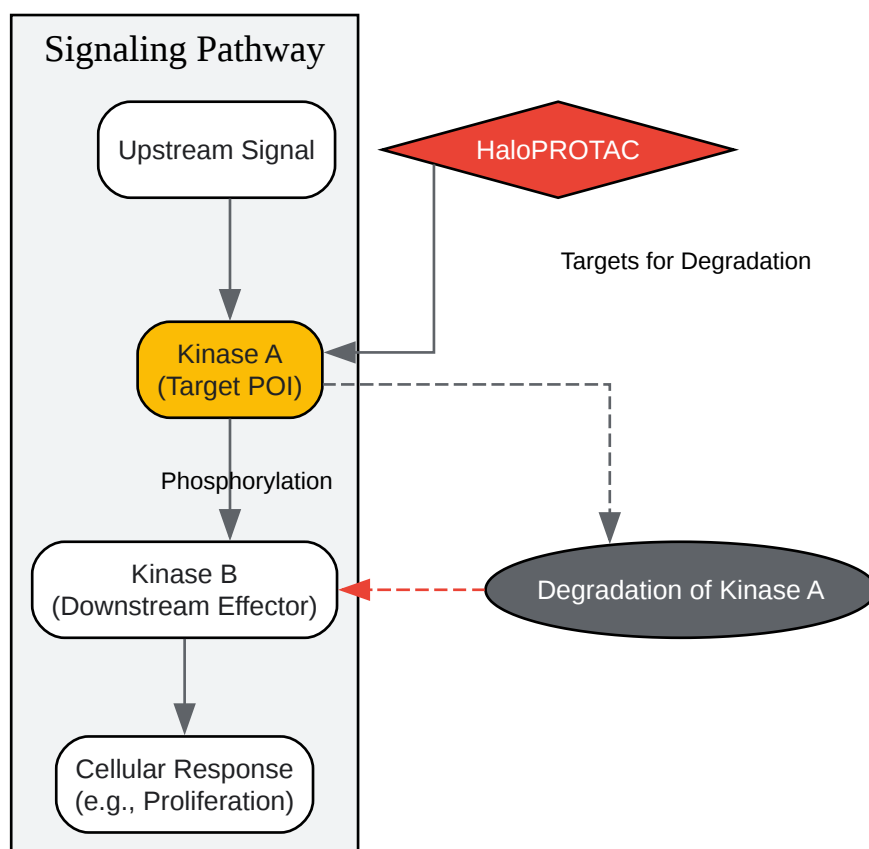 Signaling Pathway
Upstream Signal
HaloPROTAC
Targets for Degradation
Kinase A
(Target POI)
Phosphorylation
Kinase B
(Downstream Effector)
Degradation of Kinase A
Cellular Response
(e.g., Proliferation)